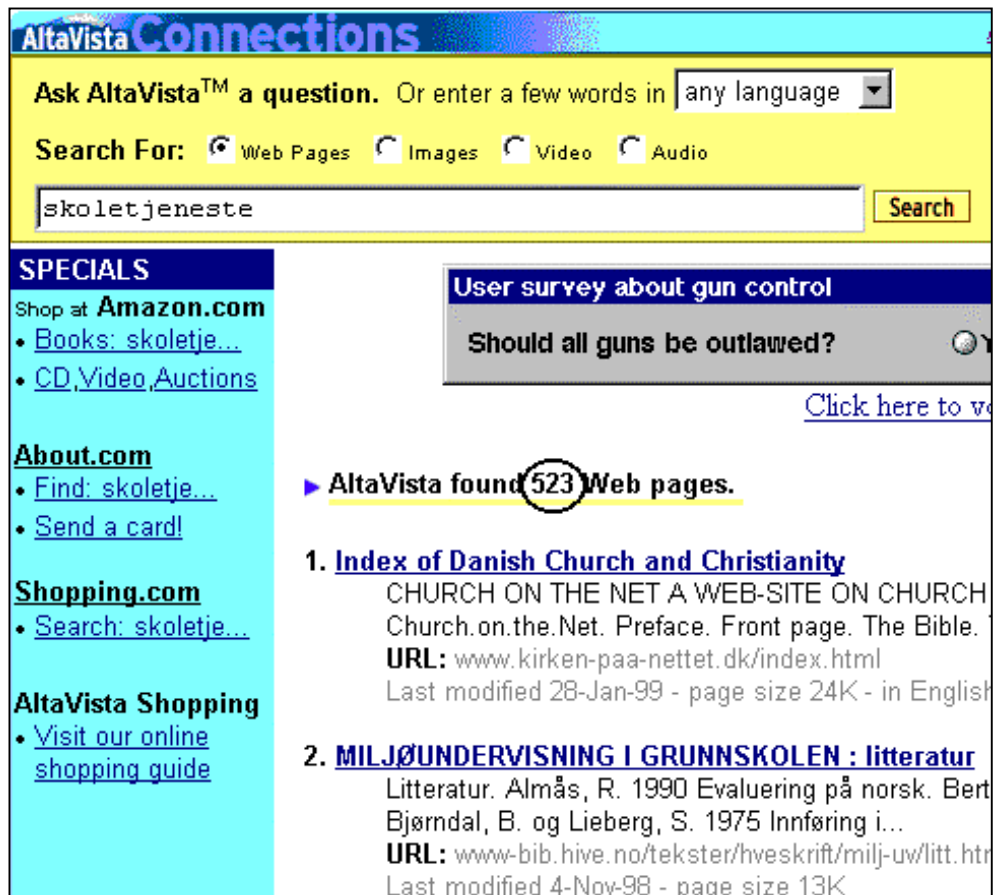 AltaVista Connections
Ask AltaVista™ a question. Or enter a few words in any language
Search For: Web Pages Images Video Audio
skoletjeneste Search
SPECIALS
Shop at Amazon.com
• Books: skoletje...
• CD,Video,Auctions
About.com
• Find: skoletje...
• Send a card!
Shopping.com
• Search: skoletje...
AltaVista Shopping
• Visit our online
shopping guide
User survey about gun control
Should all guns be outlawed?
Click here to
AltaVista found 523 Web pages.
1. Index of Danish Church and Christianity
CHURCH ON THE NET A WEB-SITE ON CHURCH
Church.on.the.Net. Preface. Front page. The Bible.
URL: www.kirken-paa-nettet.dk/index.html
Last modified 28-Jan-99 - page size 24K - in English
2. MILJØUNDERVISNING I GRUNNSKOLEN : litteratur
Litteratur. Almås, R. 1990 Evaluering på norsk. Bert
Bjørndal, B. og Lieberg, S. 1975 Innføring i...
URL: www-bib.hive.no/tekster/hveskrift/milj-uv/litt.htm
Last modified 4-Nov-98 - page size 13K